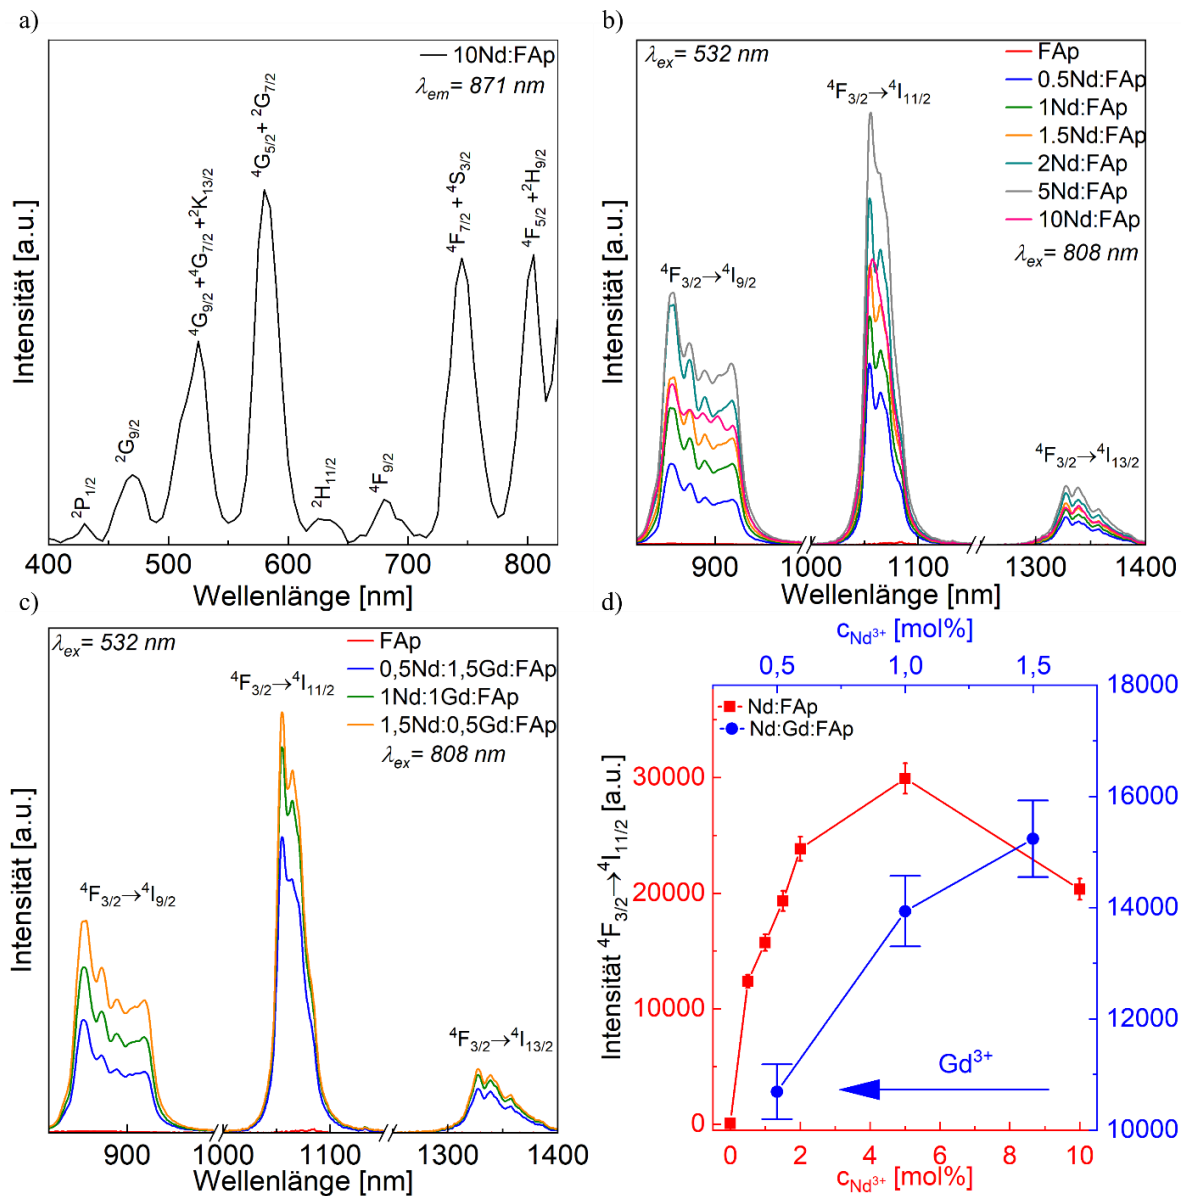 a)
10Nd:FAp
λem= 871 nm
²P1/2
²G9/2
⁴G9/2 +⁴G7/2 +²K13/2
⁴G5/2+ ²G7/2
²H11/2
⁴F9/2
⁴F7/2 +⁴S3/2
⁴F5/2 +²H9/2
Intensität [a.u.]
400 500 600 700 800
Wellenlänge [nm]
b)
λex= 532 nm
FAp
0.5Nd:FAp
1Nd:FAp
1.5Nd:FAp
2Nd:FAp
5Nd:FAp
10Nd:FAp
λex= 808 nm
⁴F3/2→⁴I9/2
⁴F3/2→⁴I11/2
⁴F3/2→⁴I13/2
Intensität [a.u.]
900 1000 1100 1300 1400
Wellenlänge [nm]
c)
λex= 532 nm
FAp
0,5Nd:1,5Gd:FAp
1Nd:1Gd:FAp
1,5Nd:0,5Gd:FAp
λex= 808 nm
⁴F3/2→⁴I11/2
⁴F3/2→⁴I9/2
⁴F3/2→⁴I13/2
Intensität [a.u.]
900 1000 1100 1300 1400
Wellenlänge [nm]
d)
cNd³⁺ [mol%]
0,5 1,0 1,5
Nd:FAp
Nd:Gd:FAp
Intensität ⁴F3/2→⁴I11/2 [a.u.]
30000
20000
10000
0
18000
16000
14000
12000
10000
Gd³⁺
0 2 4 6 8 10
cNd³⁺ [mol%]